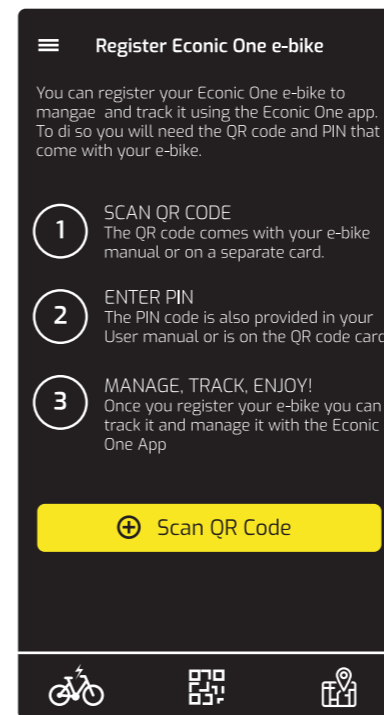 Register Econic One e-bike
You can register your Econic One e-bike to
mangae and track it using the Econic One app.
To di so you will need the QR code and PIN that
come with your e-bike.
1
SCAN QR CODE
The QR code comes with your e-bike
manual or on a separate card.
2
ENTER PIN
The PIN code is also provided in your
User manual or is on the QR code card
3
MANAGE, TRACK, ENJOY!
Once you register your e-bike you can
track it and manage it with the Econic
One App
Scan QR Code